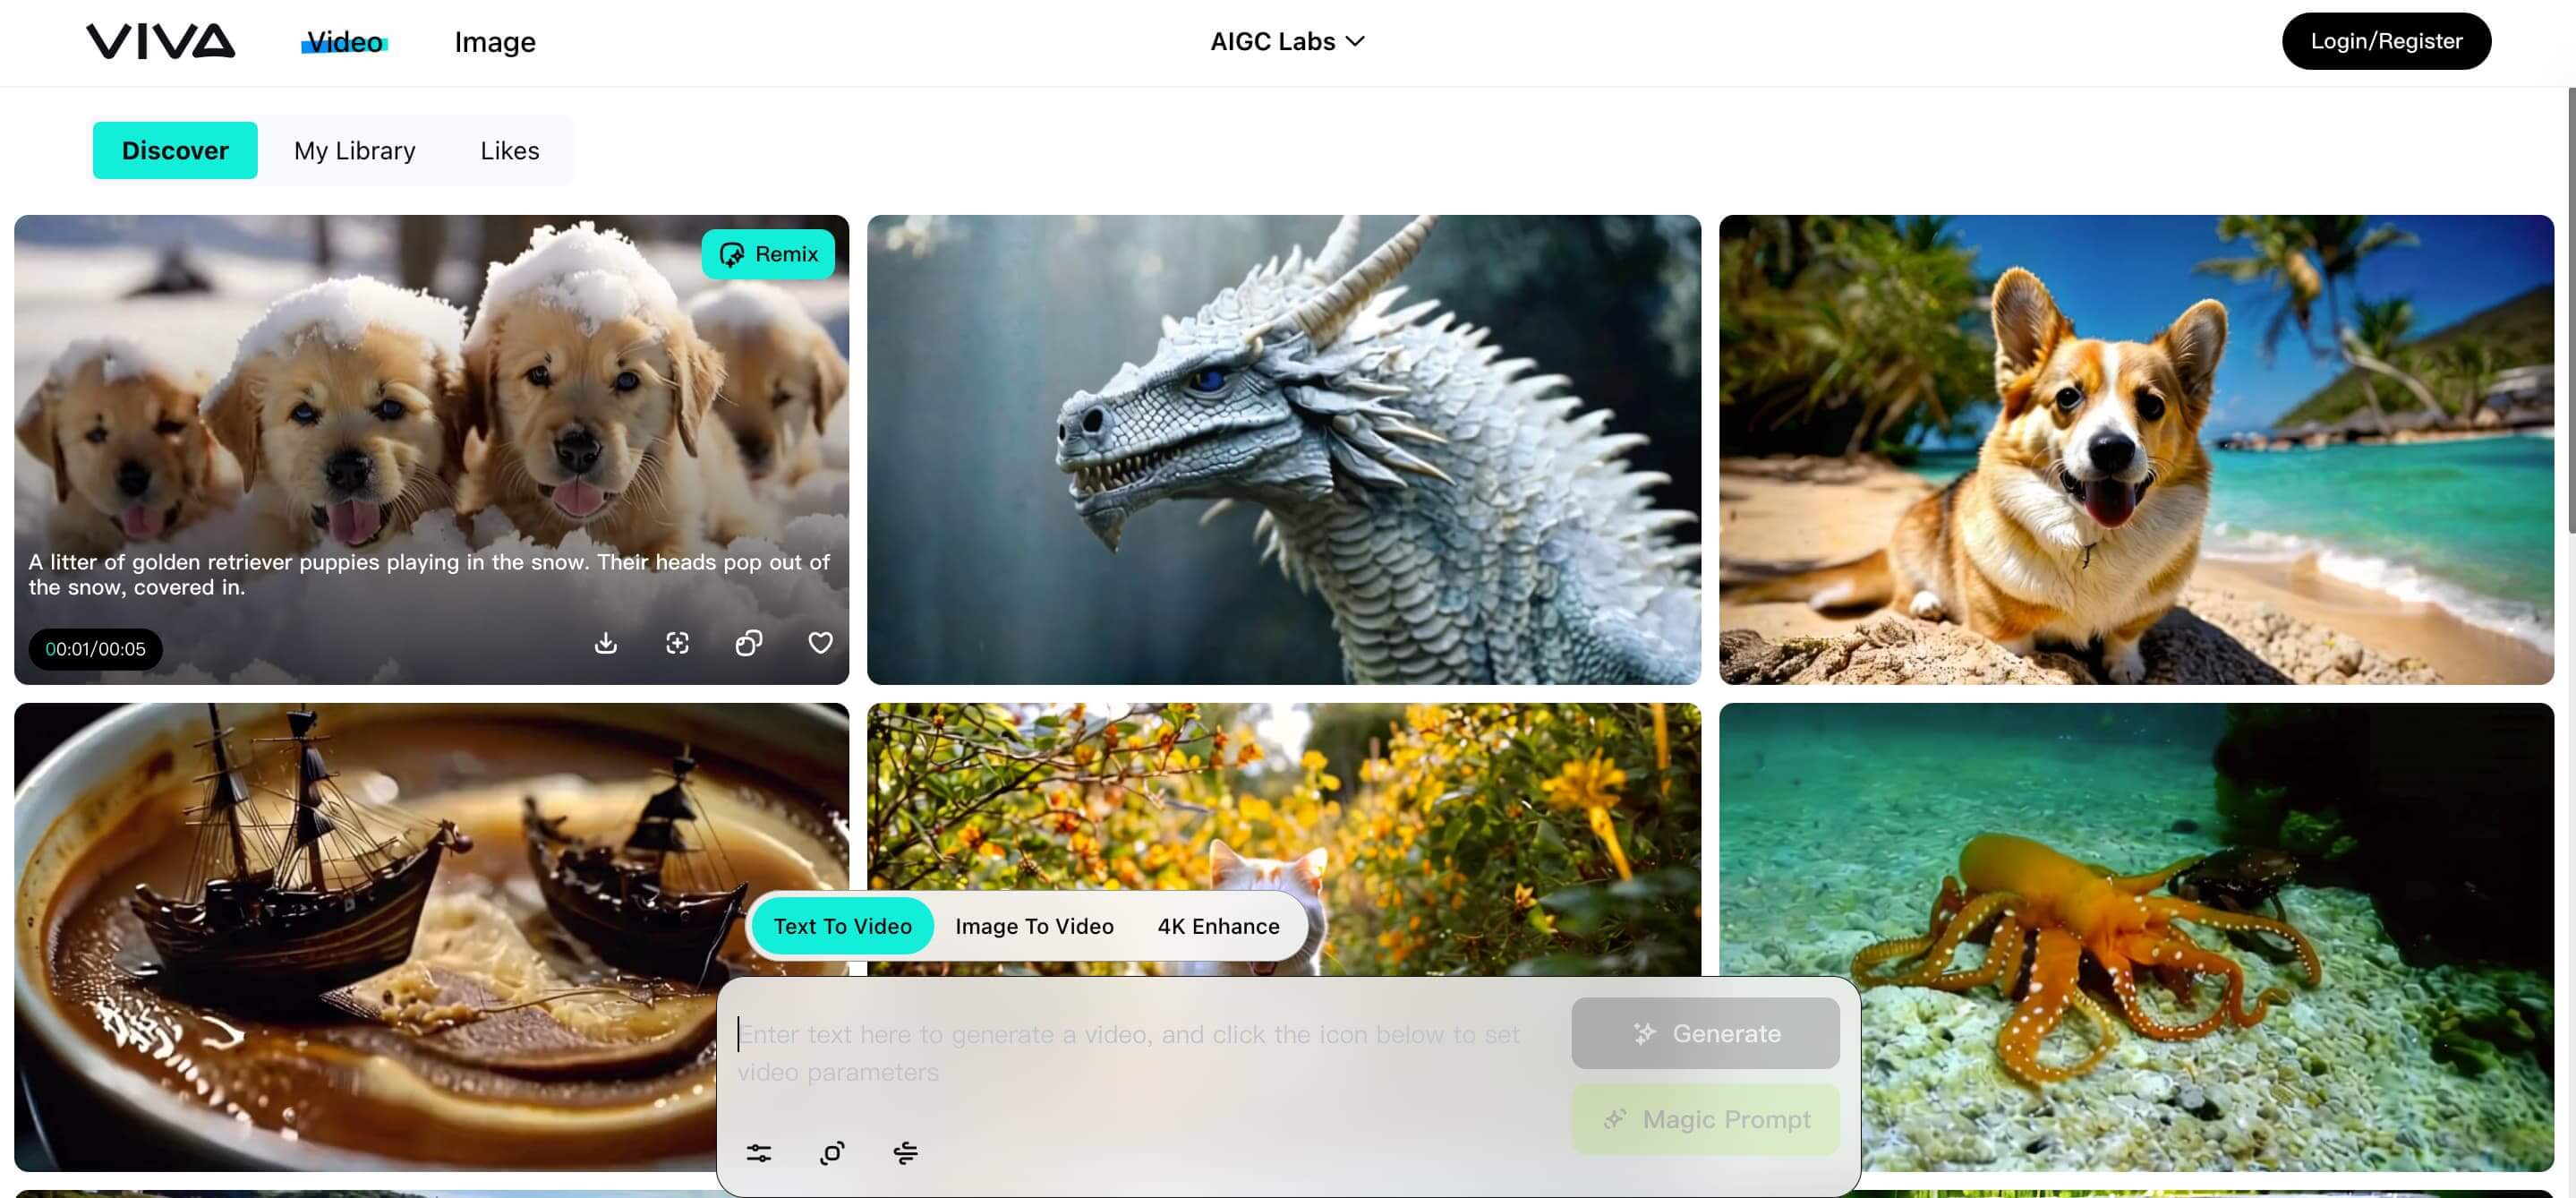 VIVA
Video
Image
AIGC Labs
Login/Register
Discover
My Library
Likes
Remix
A litter of golden retriever puppies playing in the snow. Their heads pop out of
the snow, covered in.
00:01/00:05
Text To Video
Image To Video
4K Enhance
Enter text here to generate a video, and click the icon below to set
video parameters
Generate
Magic Prompt